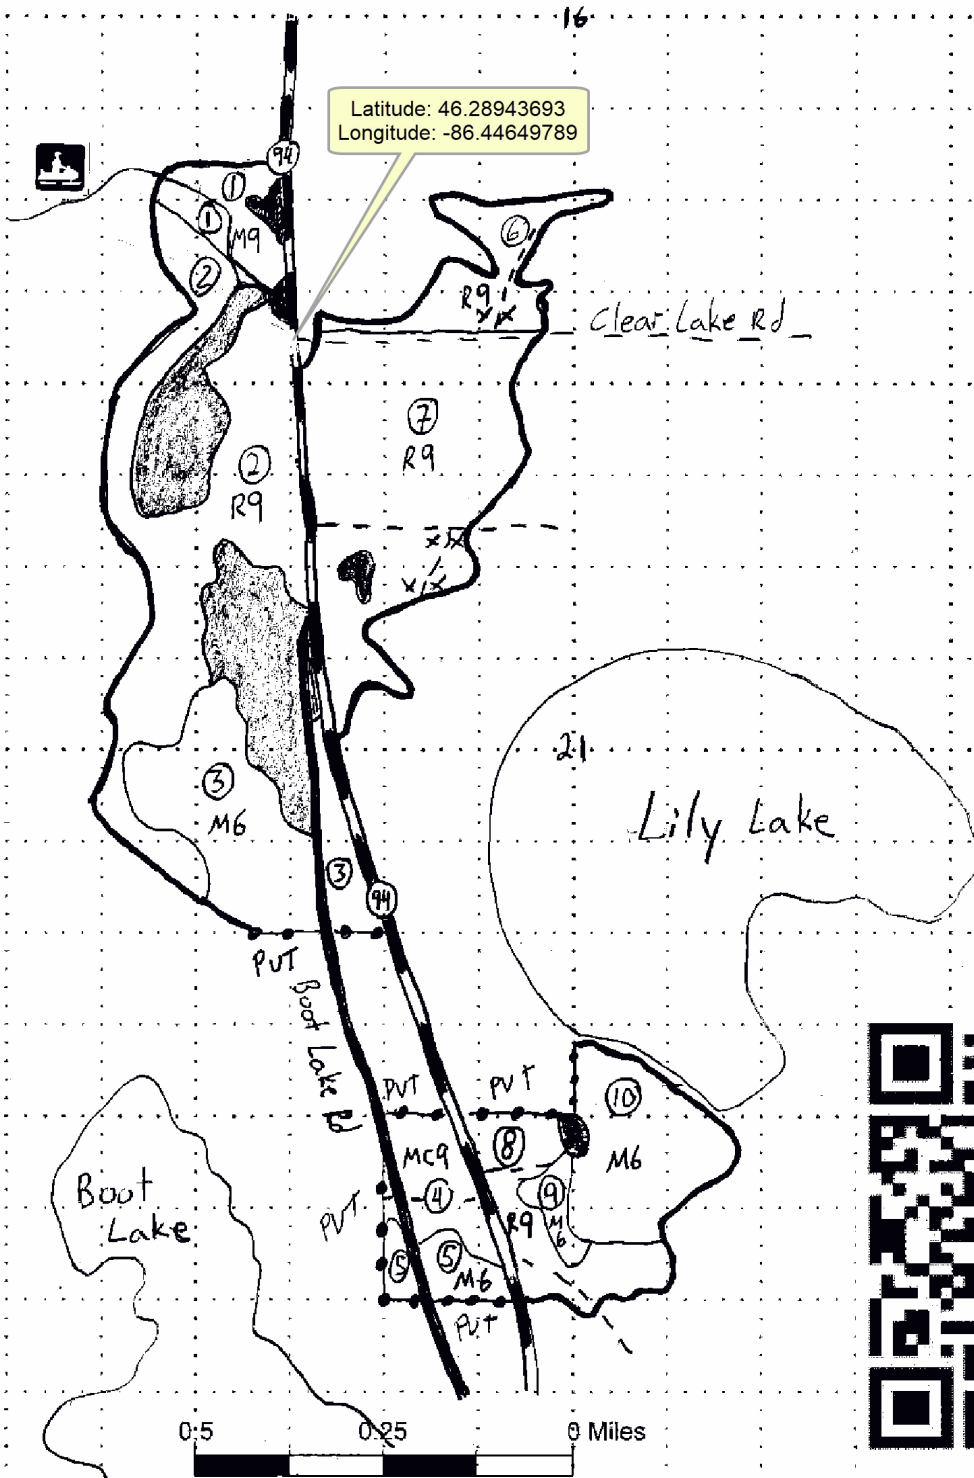 16
Latitude: 46.28943693
Longitude: -86.44649789
94
1
1
M9
6
2
R9
Clear Lake Rd
7
R9
2
R9
21
3
M6
Lily Lake
3
94
PVT
Boot Lake Rd
PVT
PVT
10
8
MC9
M6
Boot
Lake
4
9
M6
PVT
R9
5
5
M6
PVT
0.5
0.25
0 Miles